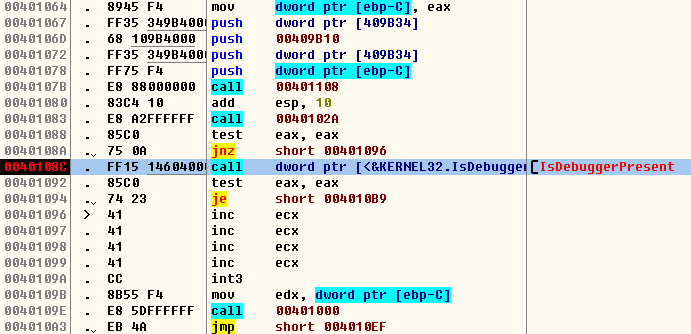 00401064 . 8945 F4 mov dword ptr [ebp-C], eax
00401067 . FF35 349B4000 push dword ptr [409B34]
0040106D . 68 109B4000 push 00409B10
00401072 . FF35 349B4000 push dword ptr [409B34]
00401078 . FF75 F4 push dword ptr [ebp-C]
0040107B . E8 88000000 call 00401108
00401080 . 83C4 10 add esp, 10
00401083 . E8 A2FFFFFF call 0040102A
00401088 . 85C0 test eax, eax
0040108A .⌄ 75 0A jnz short 00401096
0040108C . FF15 14604000 call dword ptr [<&KERNEL32.IsDebugger [IsDebuggerPresent
00401092 . 85C0 test eax, eax
00401094 .⌄ 74 23 je short 004010B9
00401096 > 41 inc ecx
00401097 . 41 inc ecx
00401098 . 41 inc ecx
00401099 . 41 inc ecx
0040109A . CC int3
0040109B . 8B55 F4 mov edx, dword ptr [ebp-C]
0040109E . E8 5DFFFFFF call 00401000
004010A3 .⌄ EB 4A jmp short 004010EF